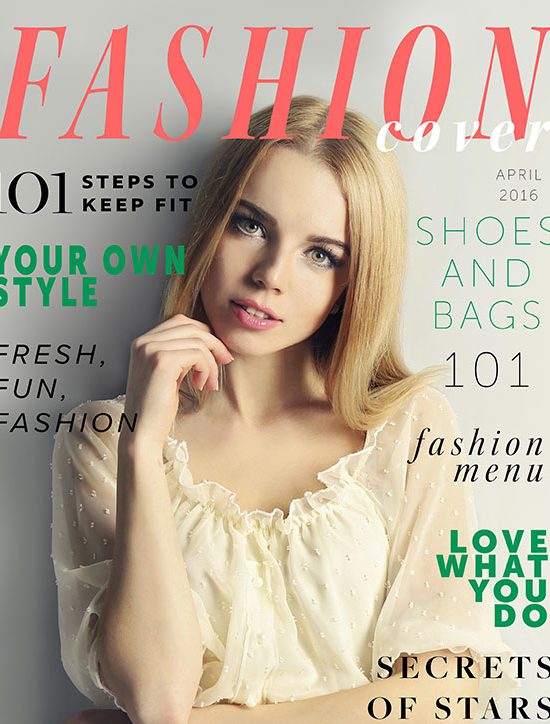 FASHION
cover
APRIL
2016
101 STEPS TO
KEEP FIT
YOUR OWN
STYLE
FRESH,
FUN,
FASHION
SHOES
AND
BAGS
101
fashion
menu
LOVE
WHAT
YOU
DO
SECRETS
OF STARS